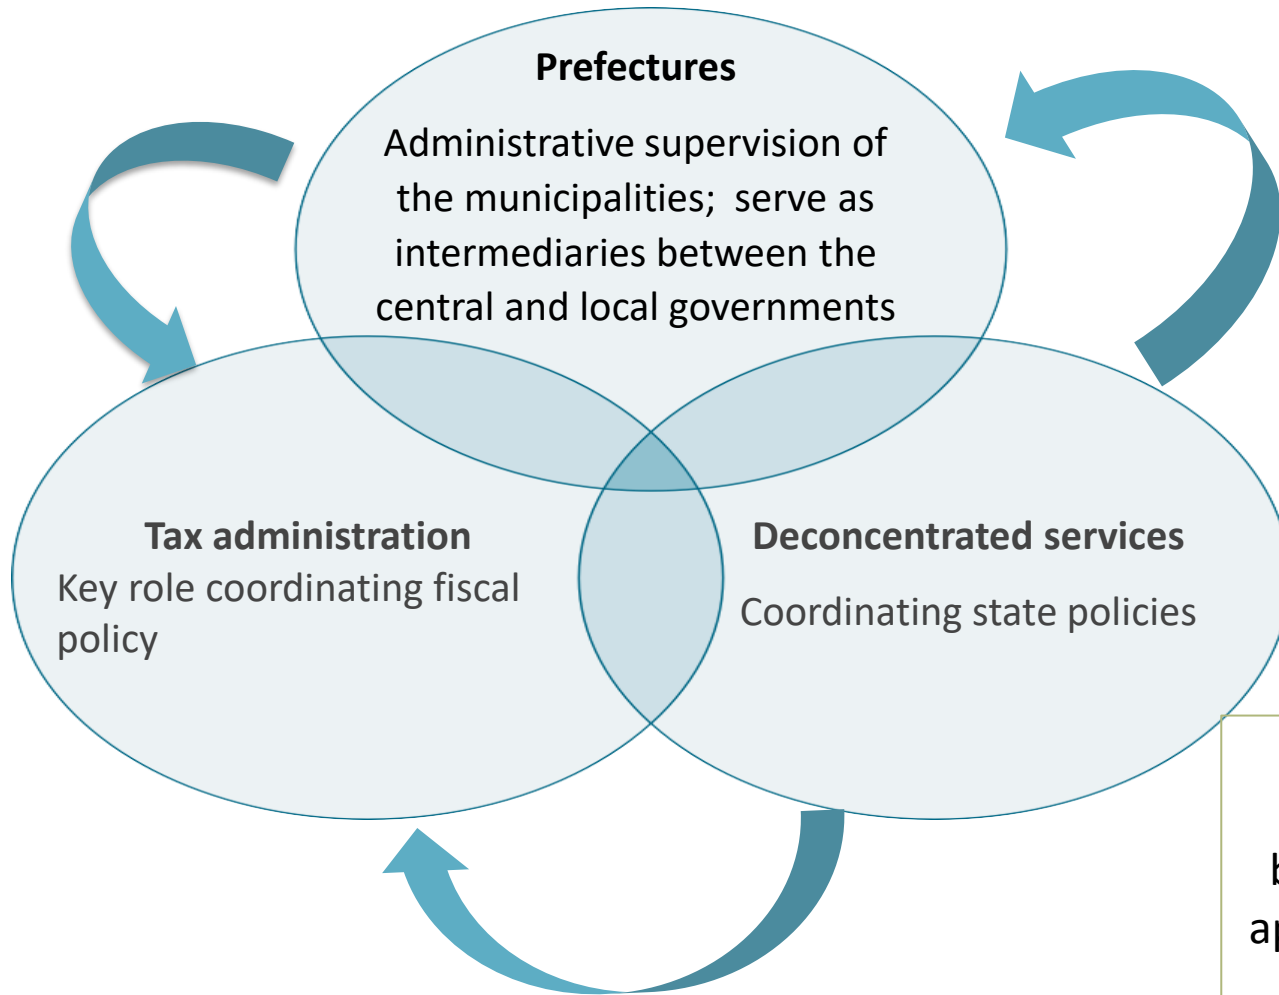 Prefectures
Administrative supervision of
the municipalities;  serve as
intermediaries between the
central and local governments
Tax administration
Key role coordinating fiscal
policy
Deconcentrated services
Coordinating state policies